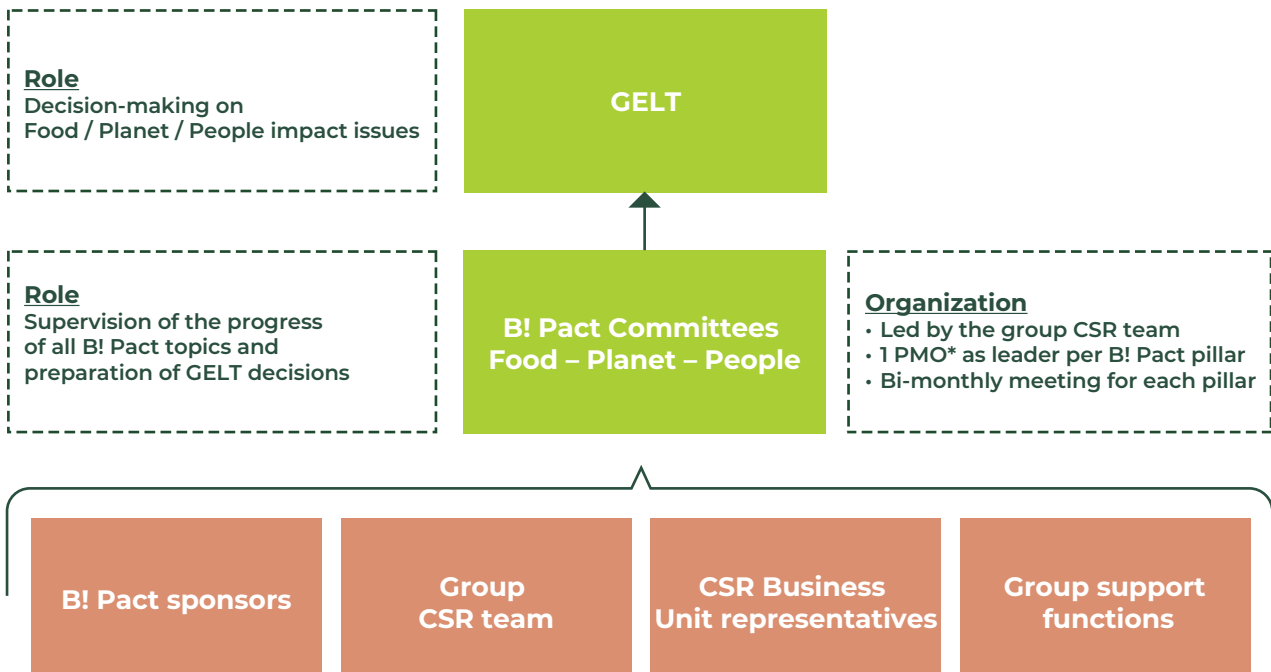 Role
Decision-making on
Food / Planet / People impact issues
GELT
Role
Supervision of the progress
of all B! Pact topics and
preparation of GELT decisions
B! Pact Committees
Food – Planet – People
Organization
• Led by the group CSR team
• 1 PMO* as leader per B! Pact pillar
• Bi-monthly meeting for each pillar
B! Pact sponsors
Group
CSR team
CSR Business
Unit representatives
Group support
functions